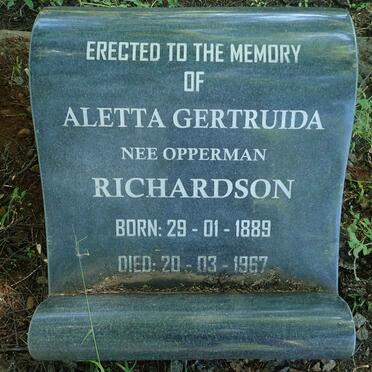 ERECTED TO THE MEMORY
OF
ALETTA GERTRUIDA
NEE OPPERMAN
RICHARDSON
BORN: 29 - 01 - 1889
DIED: 20 - 03 - 1967